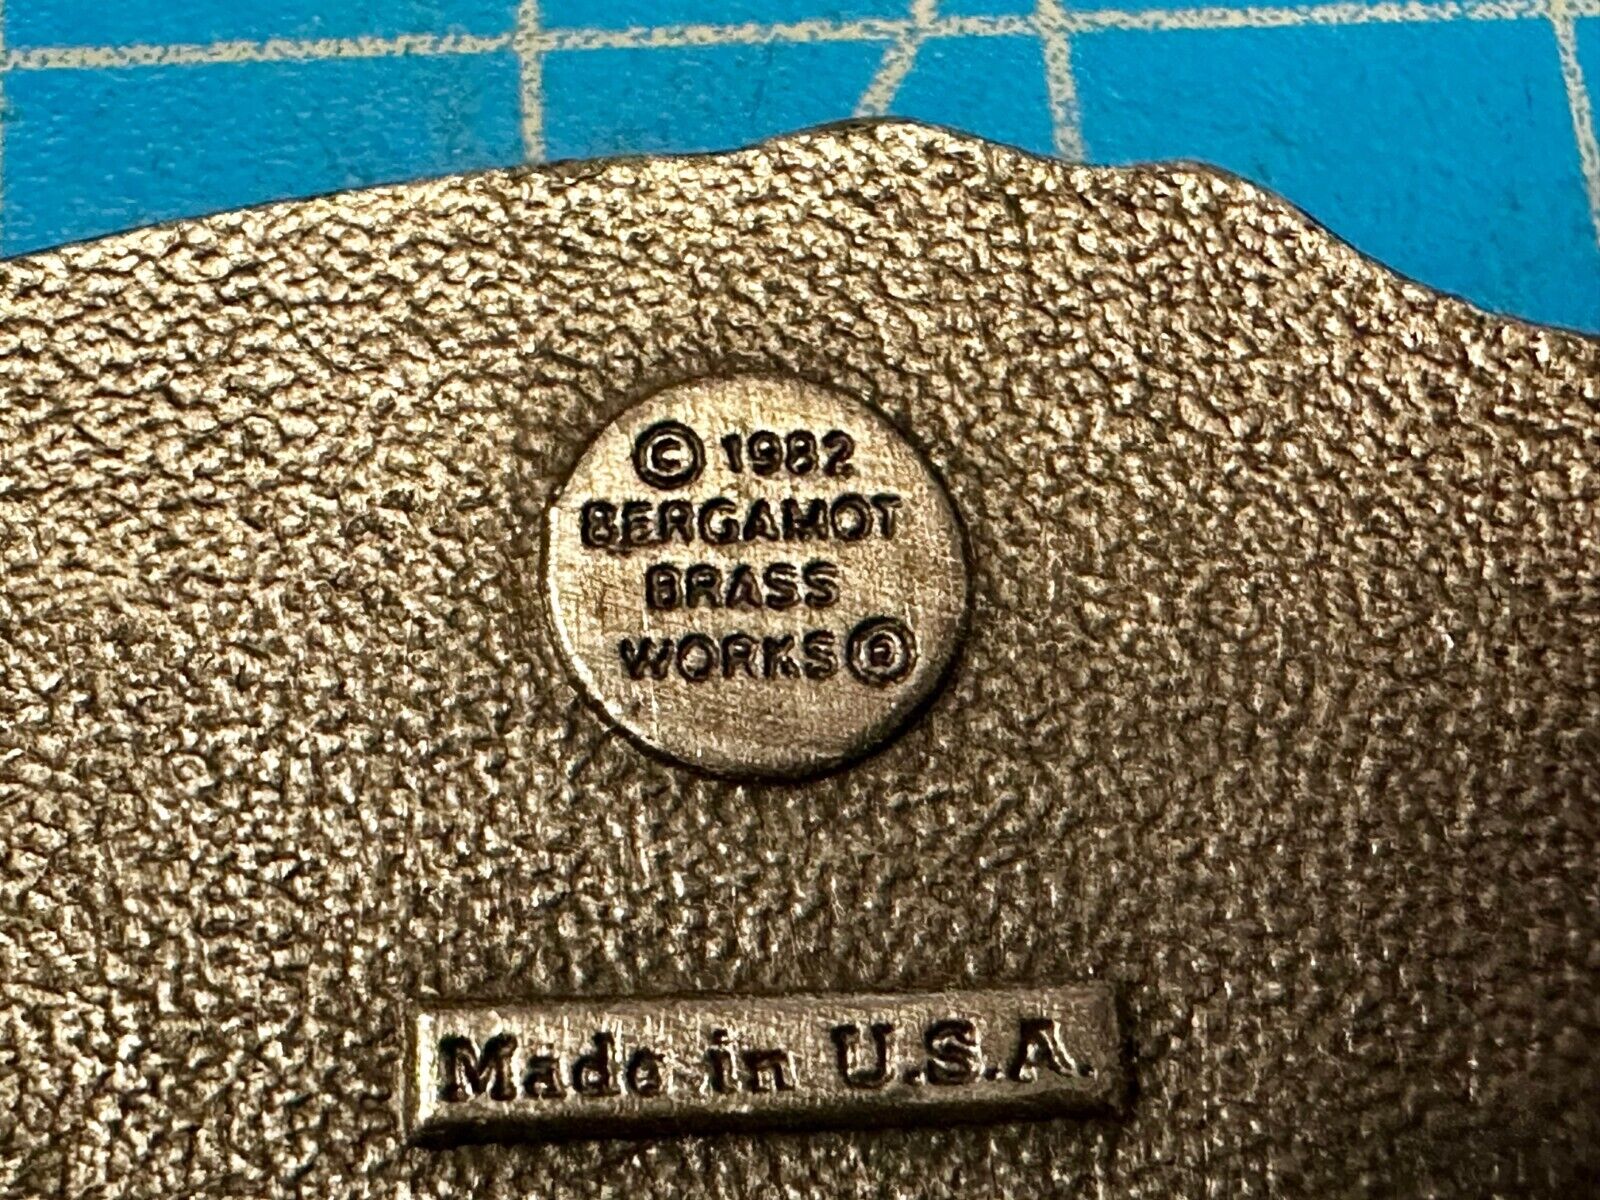 © 1982
BERGAMOT
BRASS
WORKS®
Made in U.S.A.